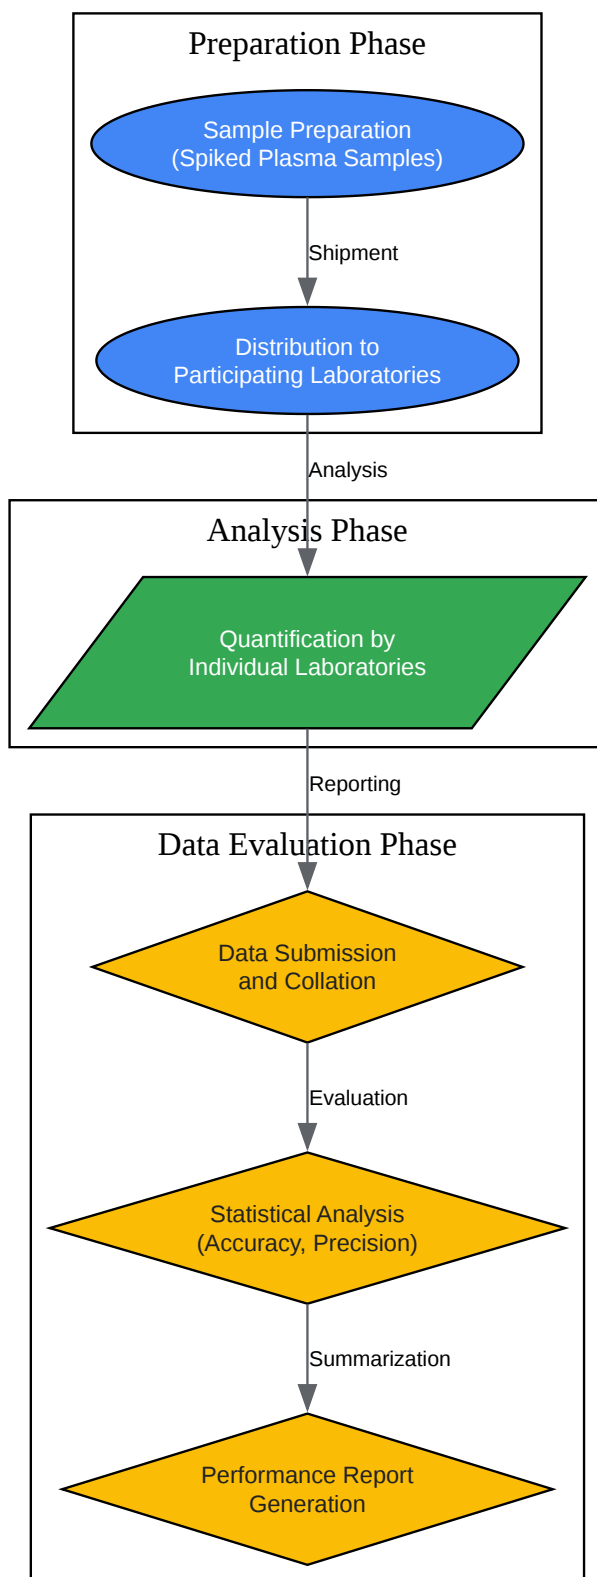 Preparation Phase
Sample Preparation
(Spiked Plasma Samples)
Shipment
Distribution to
Participating Laboratories
Analysis
Analysis Phase
Quantification by
Individual Laboratories
Reporting
Data Evaluation Phase
Data Submission
and Collation
Evaluation
Statistical Analysis
(Accuracy, Precision)
Summarization
Performance Report
Generation